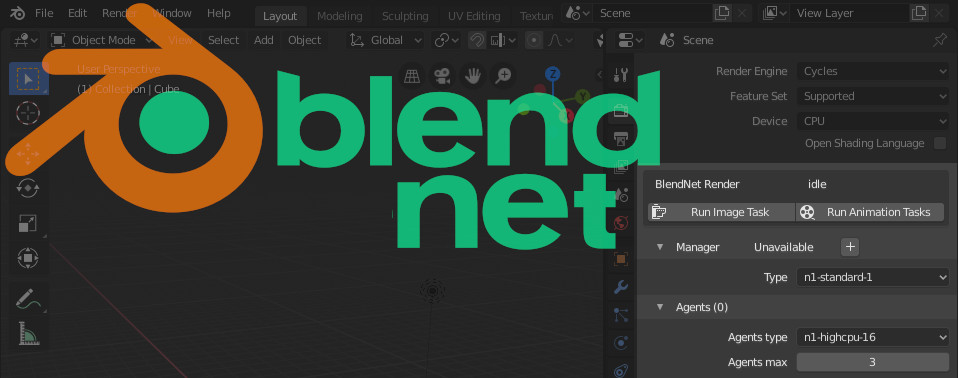 File Edit Render Window Help Layout Modeling Sculpting UV Editing Textur Scene View Layer
Object Mode View Select Add Object Global Scene
User Perspective
(1) Collection | Cube
Z
Y
X
blend
net
Render Engine Cycles
Feature Set Supported
Device CPU
Open Shading Language
BlendNet Render idle
Run Image Task Run Animation Tasks
Manager Unavailable +
Type n1-standard-1
Agents (0)
Agents type n1-highcpu-16
Agents max 3